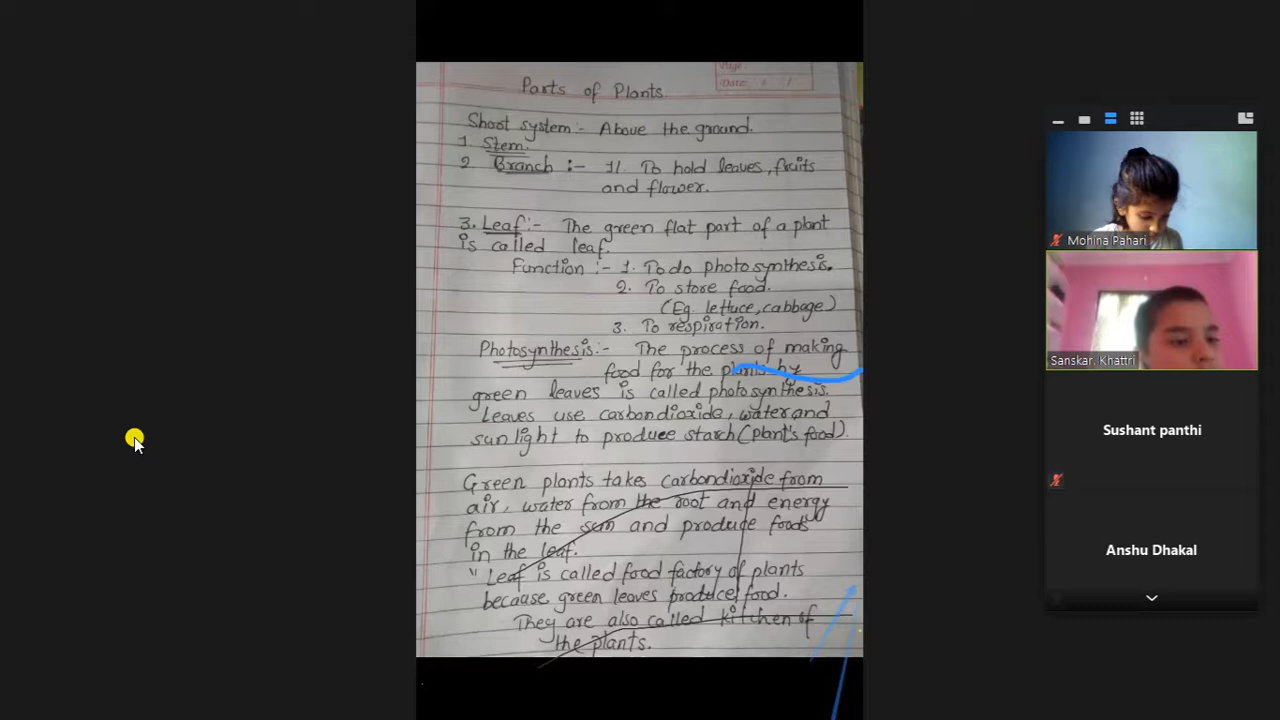 Page:
Date: / /
Parts of Plants.
Shoot system:- Above the ground.
1 Stem.
2 Branch :- 1/. To hold leaves, fruits
and flower.
3. Leaf:- The green flat part of a plant
is called leaf.
Function :- 1. To do photosynthesis.
2. To store food.
(Eg. lettuce, cabbage)
3. To respiration.
Photosynthesis:- The process of making
food for the plants by
green leaves is called photosynthesis.
Leaves use carbondioxide, water and
sunlight to produce starch (plant's food).
Green plants takes carbondioxide from
air, water from the root and energy
from the sun and produce foods
in the leaf.
" Leaf is called food factory of plants
because green leaves produce food.
They are also called kitchen of
the plants.
Mohina Pahari
Sanskar. Khattri
Sushant panthi
Anshu Dhakal